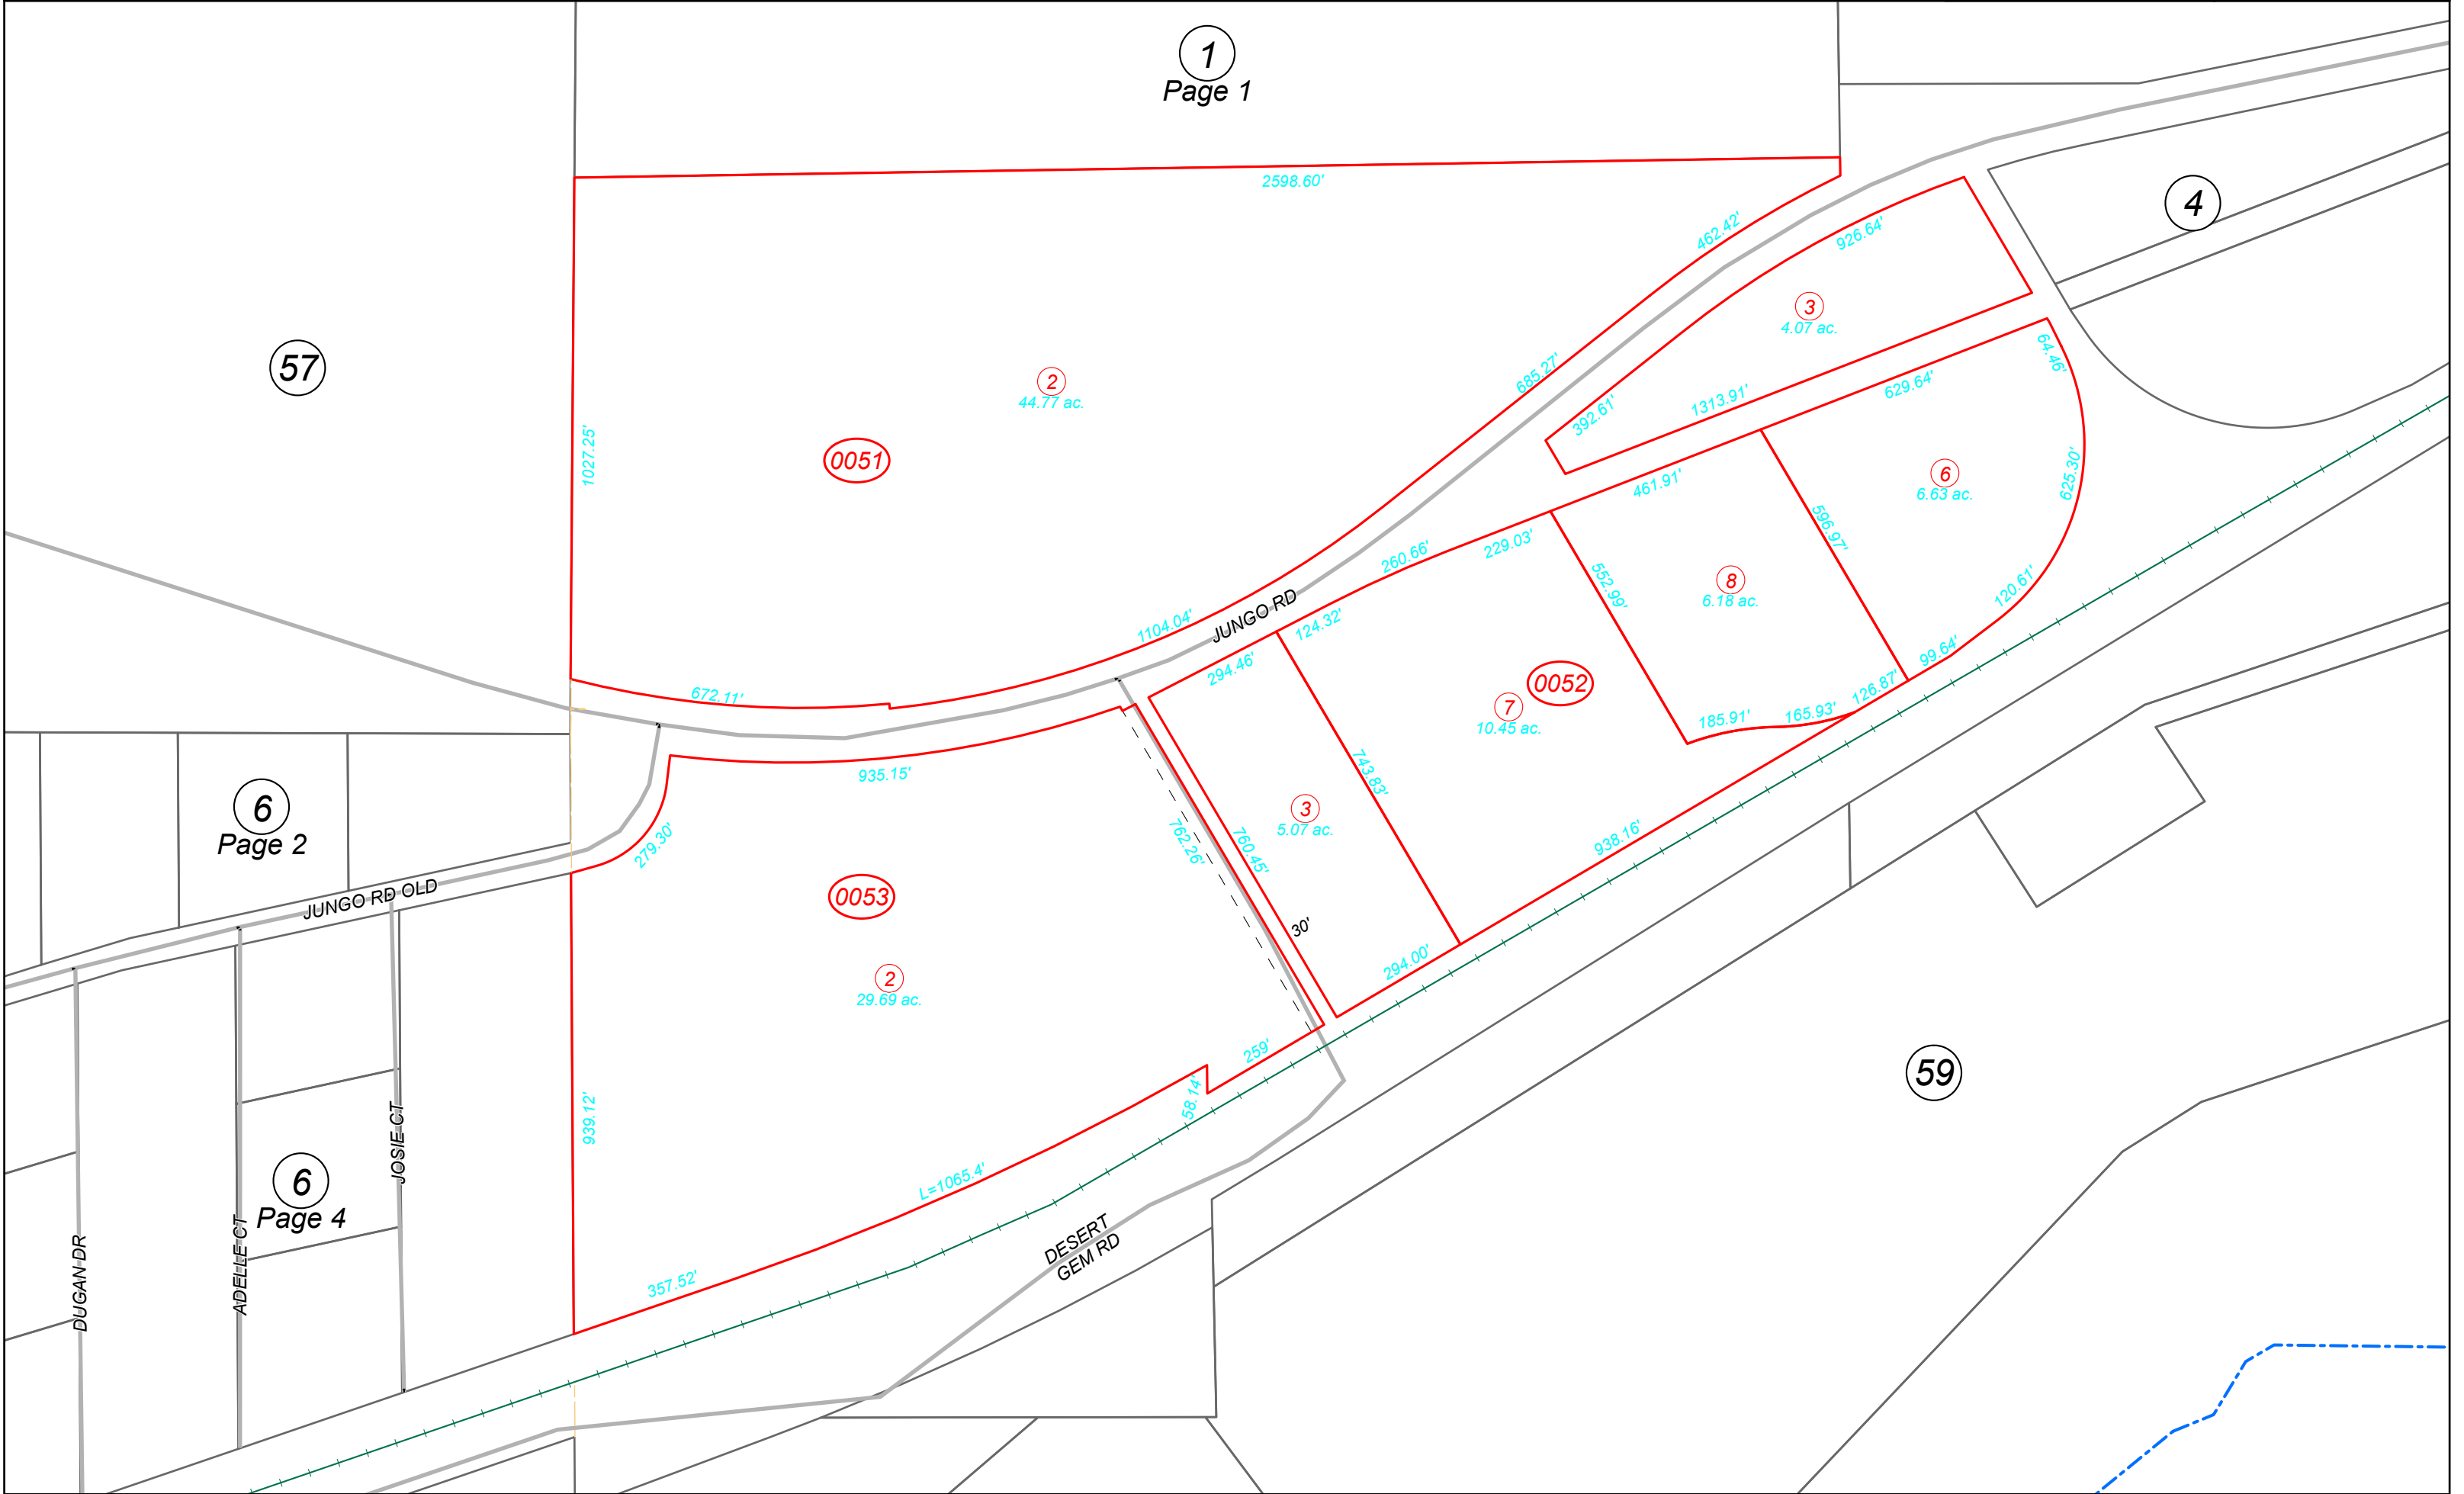 1
Page 1
2598.60'
4
462.42'
926.64'
3
4.07 ac.
57
2
44.77 ac.
685.27'
392.61'
1313.91'
629.64'
64.46'
0051
1027.25'
461.91'
6
6.63 ac.
625.30'
596.97'
229.03'
260.66'
552.99'
8
6.18 ac.
120.61'
1104.04'
JUNGO RD
124.32'
294.46'
99.64'
126.87'
672.11'
0052
7
10.45 ac.
185.91'
165.93'
935.15'
743.83'
6
Page 2
279.30'
762.26'
760.45'
3
5.07 ac.
938.16'
JUNGO RD OLD
0053
30'
294.00'
2
29.69 ac.
259'
58.14'
59
939.12'
JOSIE CT
6
Page 4
L=1065.4'
ADELLE CT
DUGAN DR
357.52'
DESERT
GEM RD